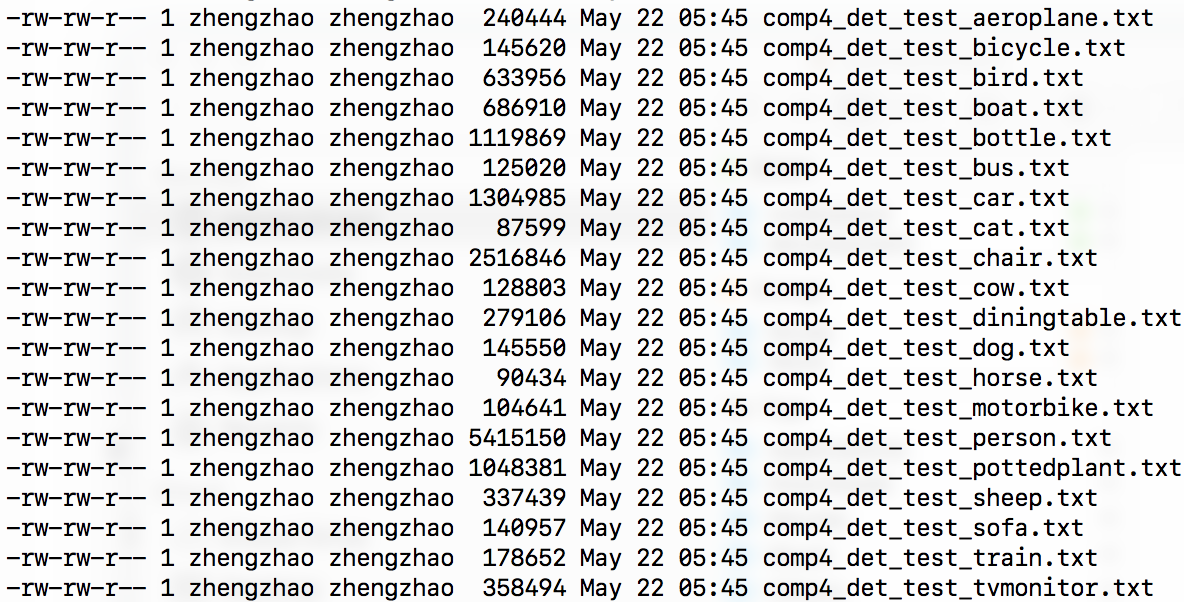 -rw-rw-r-- 1 zhengzhao zhengzhao  240444 May 22 05:45 comp4_det_test_aeroplane.txt
-rw-rw-r-- 1 zhengzhao zhengzhao  145620 May 22 05:45 comp4_det_test_bicycle.txt
-rw-rw-r-- 1 zhengzhao zhengzhao  633956 May 22 05:45 comp4_det_test_bird.txt
-rw-rw-r-- 1 zhengzhao zhengzhao  686910 May 22 05:45 comp4_det_test_boat.txt
-rw-rw-r-- 1 zhengzhao zhengzhao 1119869 May 22 05:45 comp4_det_test_bottle.txt
-rw-rw-r-- 1 zhengzhao zhengzhao  125020 May 22 05:45 comp4_det_test_bus.txt
-rw-rw-r-- 1 zhengzhao zhengzhao 1304985 May 22 05:45 comp4_det_test_car.txt
-rw-rw-r-- 1 zhengzhao zhengzhao   87599 May 22 05:45 comp4_det_test_cat.txt
-rw-rw-r-- 1 zhengzhao zhengzhao 2516846 May 22 05:45 comp4_det_test_chair.txt
-rw-rw-r-- 1 zhengzhao zhengzhao  128803 May 22 05:45 comp4_det_test_cow.txt
-rw-rw-r-- 1 zhengzhao zhengzhao  279106 May 22 05:45 comp4_det_test_diningtable.txt
-rw-rw-r-- 1 zhengzhao zhengzhao  145550 May 22 05:45 comp4_det_test_dog.txt
-rw-rw-r-- 1 zhengzhao zhengzhao   90434 May 22 05:45 comp4_det_test_horse.txt
-rw-rw-r-- 1 zhengzhao zhengzhao  104641 May 22 05:45 comp4_det_test_motorbike.txt
-rw-rw-r-- 1 zhengzhao zhengzhao 5415150 May 22 05:45 comp4_det_test_person.txt
-rw-rw-r-- 1 zhengzhao zhengzhao 1048381 May 22 05:45 comp4_det_test_pottedplant.txt
-rw-rw-r-- 1 zhengzhao zhengzhao  337439 May 22 05:45 comp4_det_test_sheep.txt
-rw-rw-r-- 1 zhengzhao zhengzhao  140957 May 22 05:45 comp4_det_test_sofa.txt
-rw-rw-r-- 1 zhengzhao zhengzhao  178652 May 22 05:45 comp4_det_test_train.txt
-rw-rw-r-- 1 zhengzhao zhengzhao  358494 May 22 05:45 comp4_det_test_tvmonitor.txt